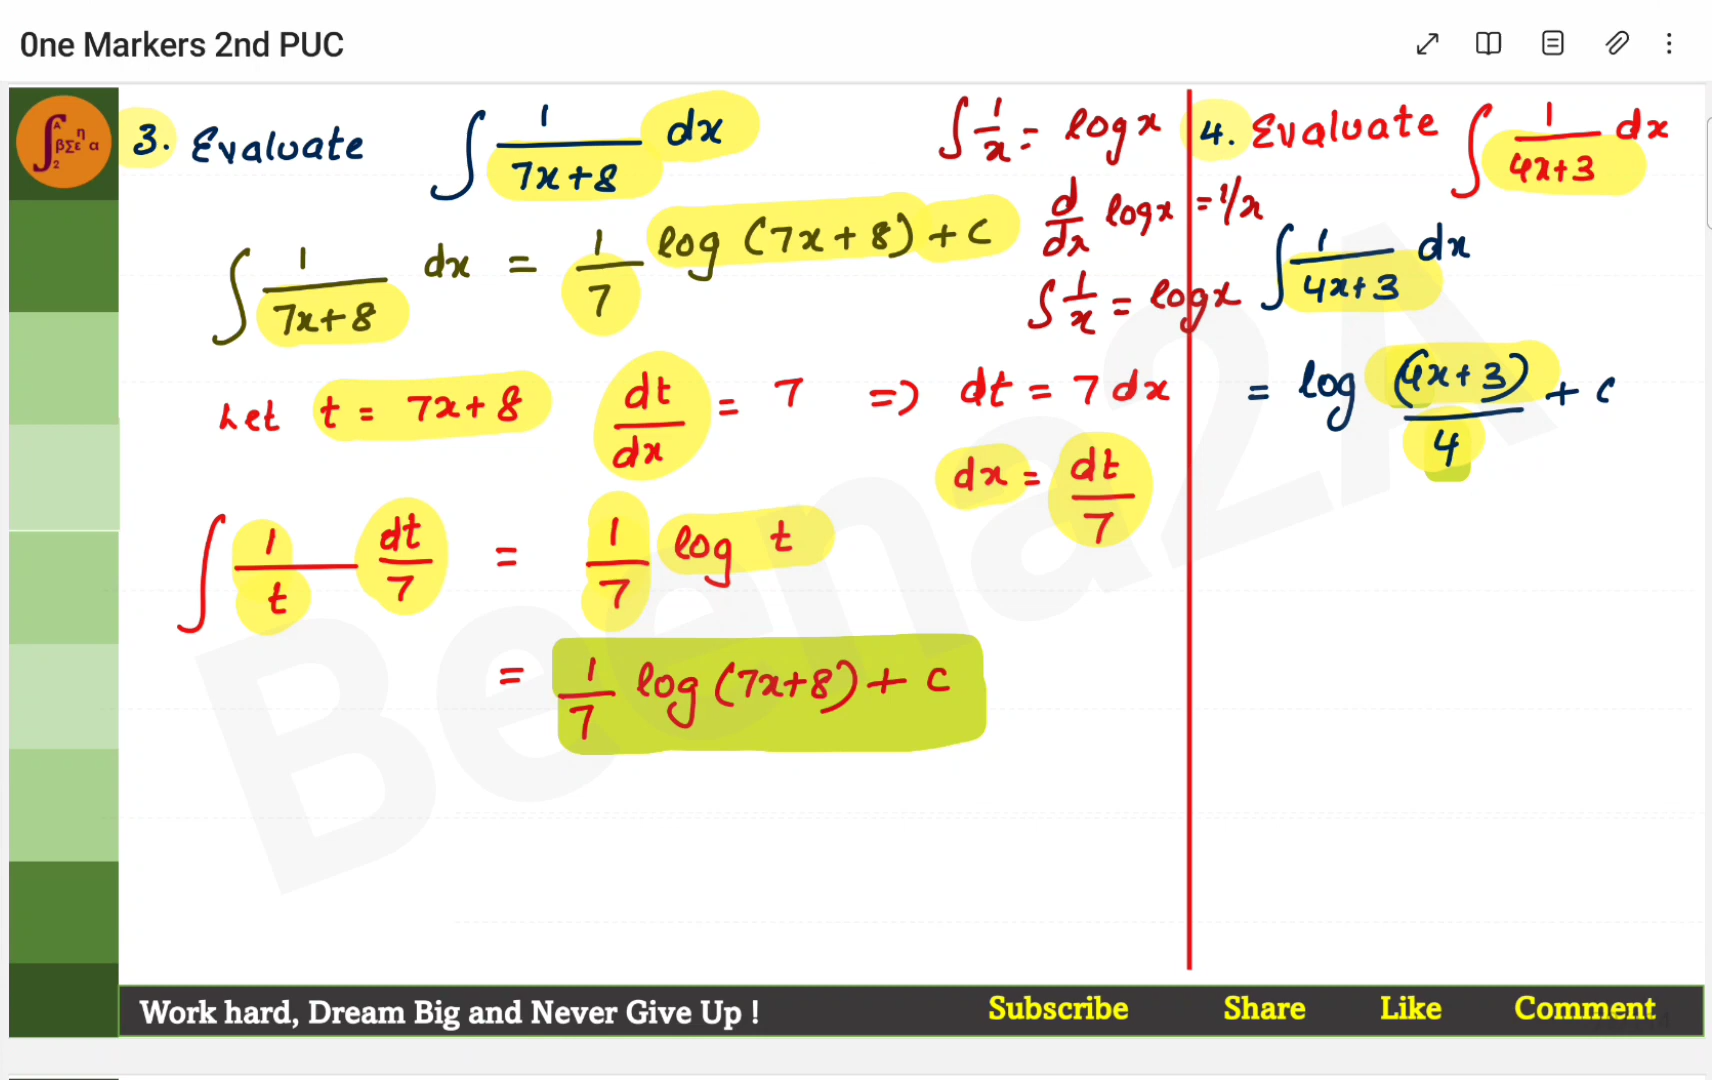 One Markers 2nd PUC
3. Evaluate ∫ 1/(7x+8) dx
∫ 1/x = log x
d/dx log x = 1/x
∫ 1/x = log x
∫ 1/(7x+8) dx = 1/7 log (7x+8) + c
Let t = 7x+8 dt/dx = 7 => dt = 7 dx
dx = dt/7
∫ 1/t dt/7 = 1/7 log t
= 1/7 log (7x+8) + c
4. Evaluate ∫ 1/(4x+3) dx
∫ 1/(4x+3) dx
= log (4x+3)/4 + c
Beena2A
Work hard, Dream Big and Never Give Up ! Subscribe Share Like Comment